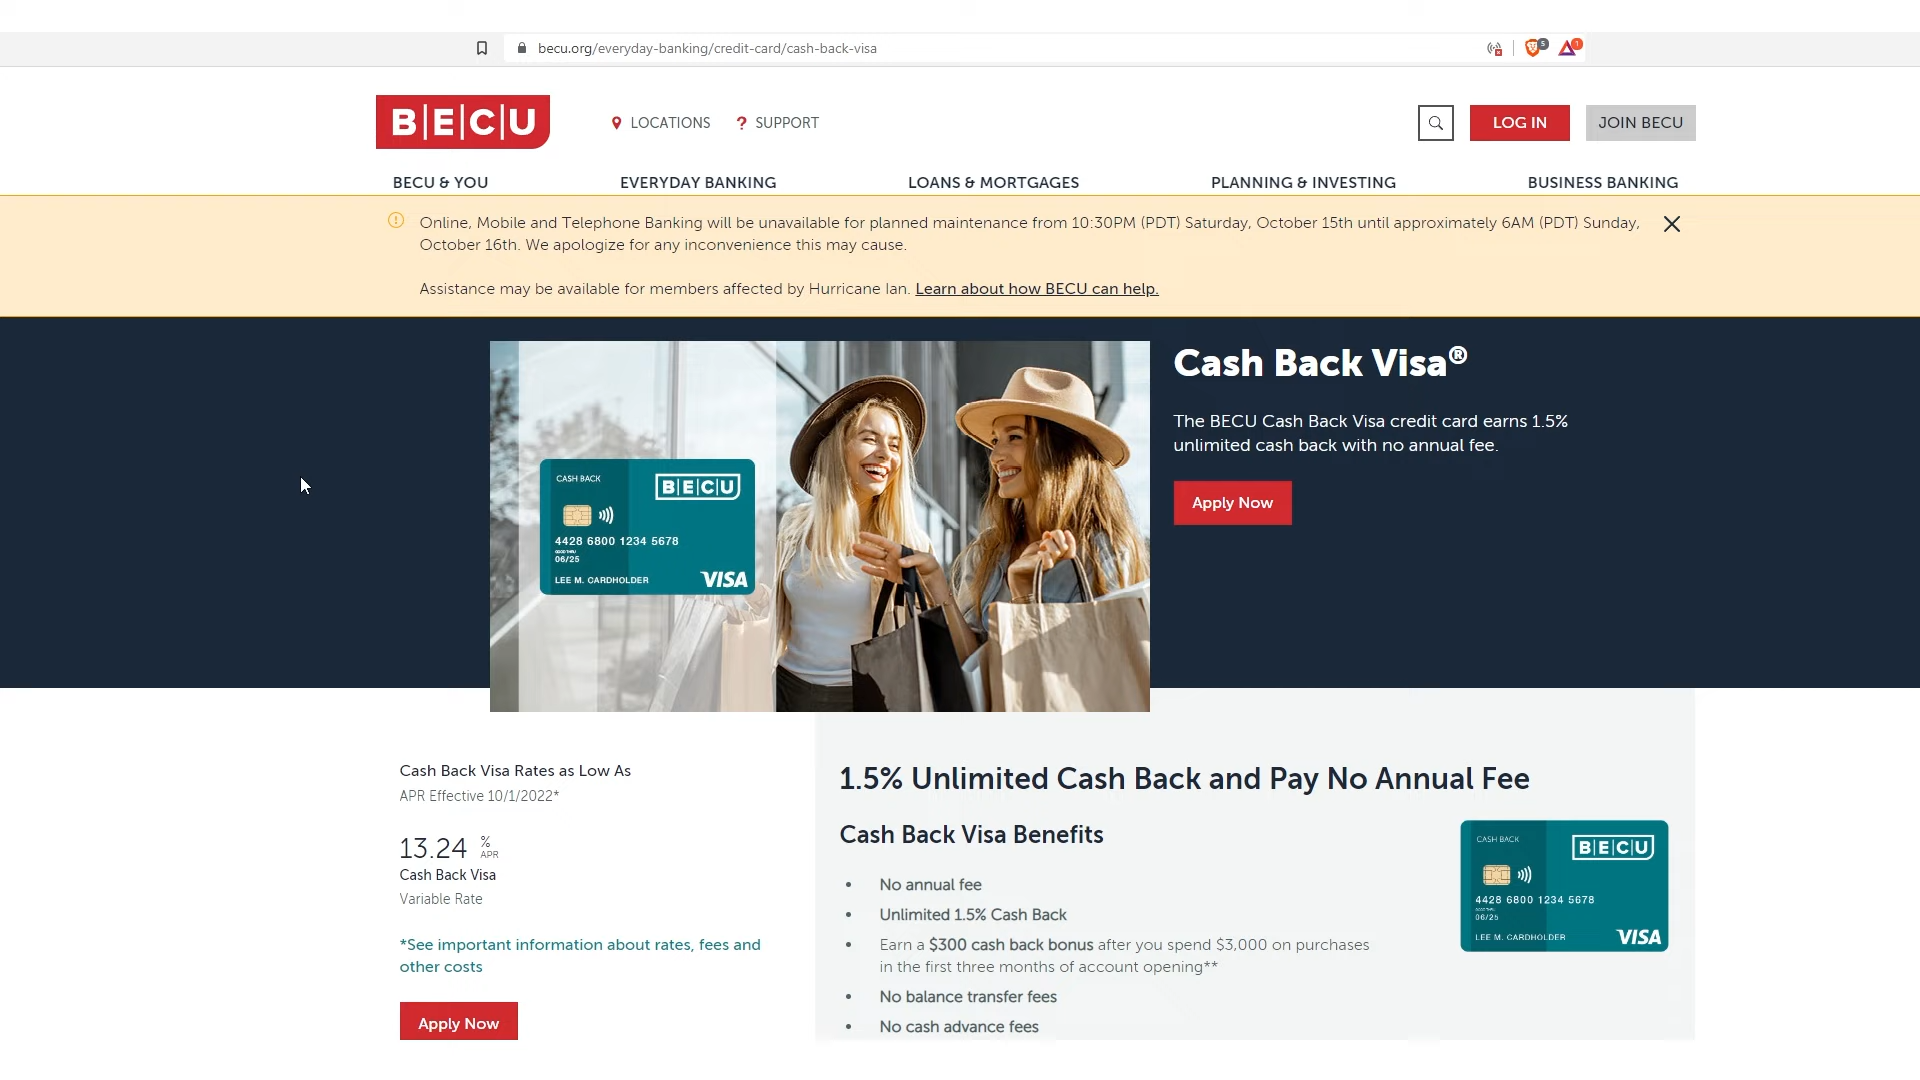 becu.org/everyday-banking/credit-card/cash-back-visa
5
1
B|E|C|U
LOCATIONS
? SUPPORT
LOG IN
JOIN BECU
BECU & YOU
EVERYDAY BANKING
LOANS & MORTGAGES
PLANNING & INVESTING
BUSINESS BANKING
Online, Mobile and Telephone Banking will be unavailable for planned maintenance from 10:30PM (PDT) Saturday, October 15th until approximately 6AM (PDT) Sunday,
October 16th. We apologize for any inconvenience this may cause.
Assistance may be available for members affected by Hurricane Ian. Learn about how BECU can help.
CASH BACK
B|E|C|U
4428 6800 1234 5678
GOOD THRU
06/25
LEE M. CARDHOLDER
VISA
Cash Back Visa®
The BECU Cash Back Visa credit card earns 1.5%
unlimited cash back with no annual fee.
Apply Now
Cash Back Visa Rates as Low As
APR Effective 10/1/2022*
13.24 % APR
Cash Back Visa
Variable Rate
*See important information about rates, fees and
other costs
Apply Now
1.5% Unlimited Cash Back and Pay No Annual Fee
Cash Back Visa Benefits
• No annual fee
• Unlimited 1.5% Cash Back
• Earn a $300 cash back bonus after you spend $3,000 on purchases
in the first three months of account opening**
• No balance transfer fees
• No cash advance fees
CASH BACK
B|E|C|U
4428 6800 1234 5678
06/25
LEE M. CARDHOLDER
VISA